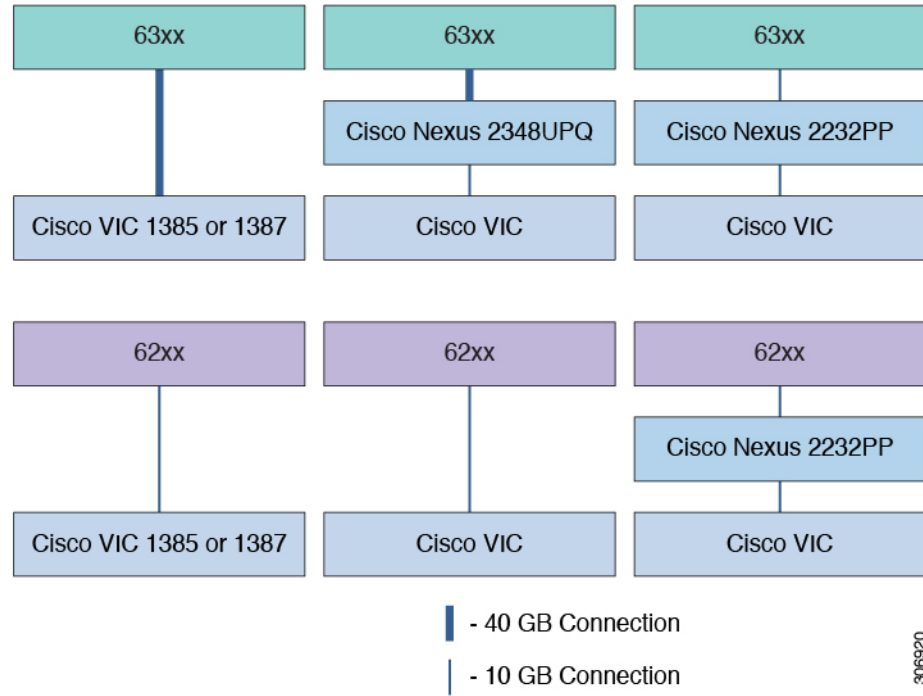 63xx
63xx
63xx
Cisco Nexus 2348UPQ
Cisco Nexus 2232PP
Cisco VIC 1385 or 1387
Cisco VIC
Cisco VIC
62xx
62xx
62xx
Cisco Nexus 2232PP
Cisco VIC 1385 or 1387
Cisco VIC
Cisco VIC
- 40 GB Connection
- 10 GB Connection
306920